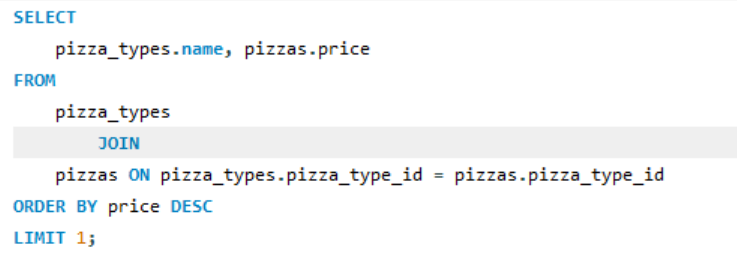 SELECT
    pizza_types.name, pizzas.price
FROM
    pizza_types
        JOIN
    pizzas ON pizza_types.pizza_type_id = pizzas.pizza_type_id
ORDER BY price DESC
LIMIT 1;